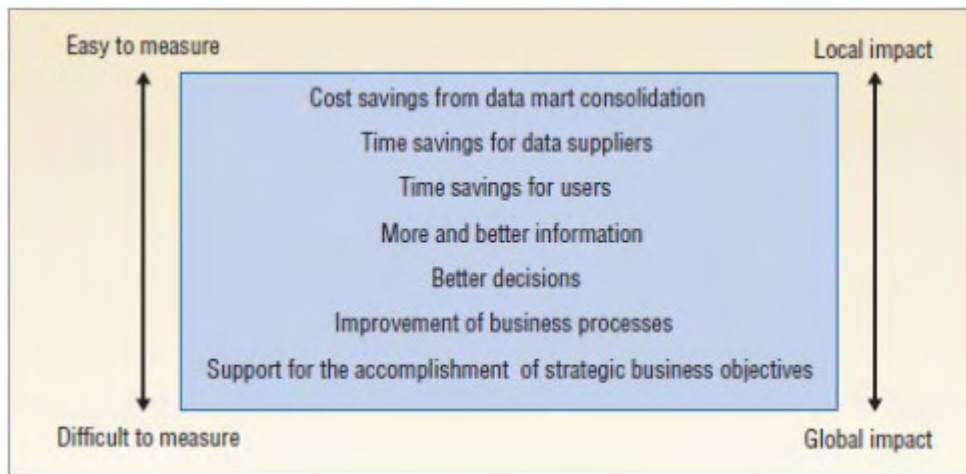 Easy to measure
Local impact
Cost savings from data mart consolidation
Time savings for data suppliers
Time savings for users
More and better information
Better decisions
Improvement of business processes
Support for the accomplishment of strategic business objectives
Difficult to measure
Global impact